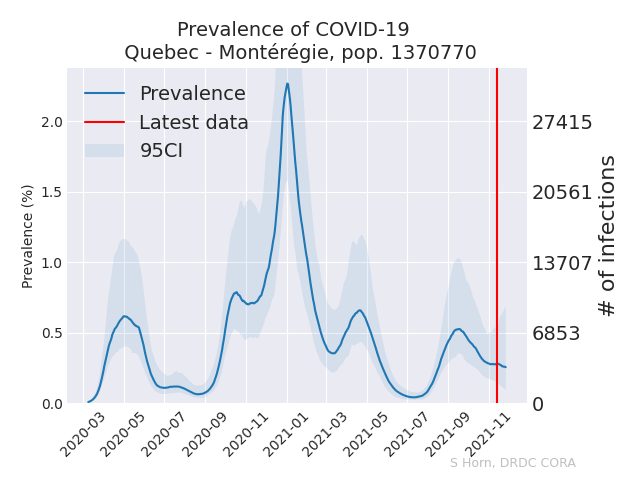 Prevalence of COVID-19
Quebec - Montérégie, pop. 1370770
Prevalence
Latest data
95CI
Prevalence (%)
2.0
1.5
1.0
0.5
0.0
27415
20561
13707
6853
0
# of infections
2020-03
2020-05
2020-07
2020-09
2020-11
2021-01
2021-03
2021-05
2021-07
2021-09
2021-11
S Horn, DRDC CORA